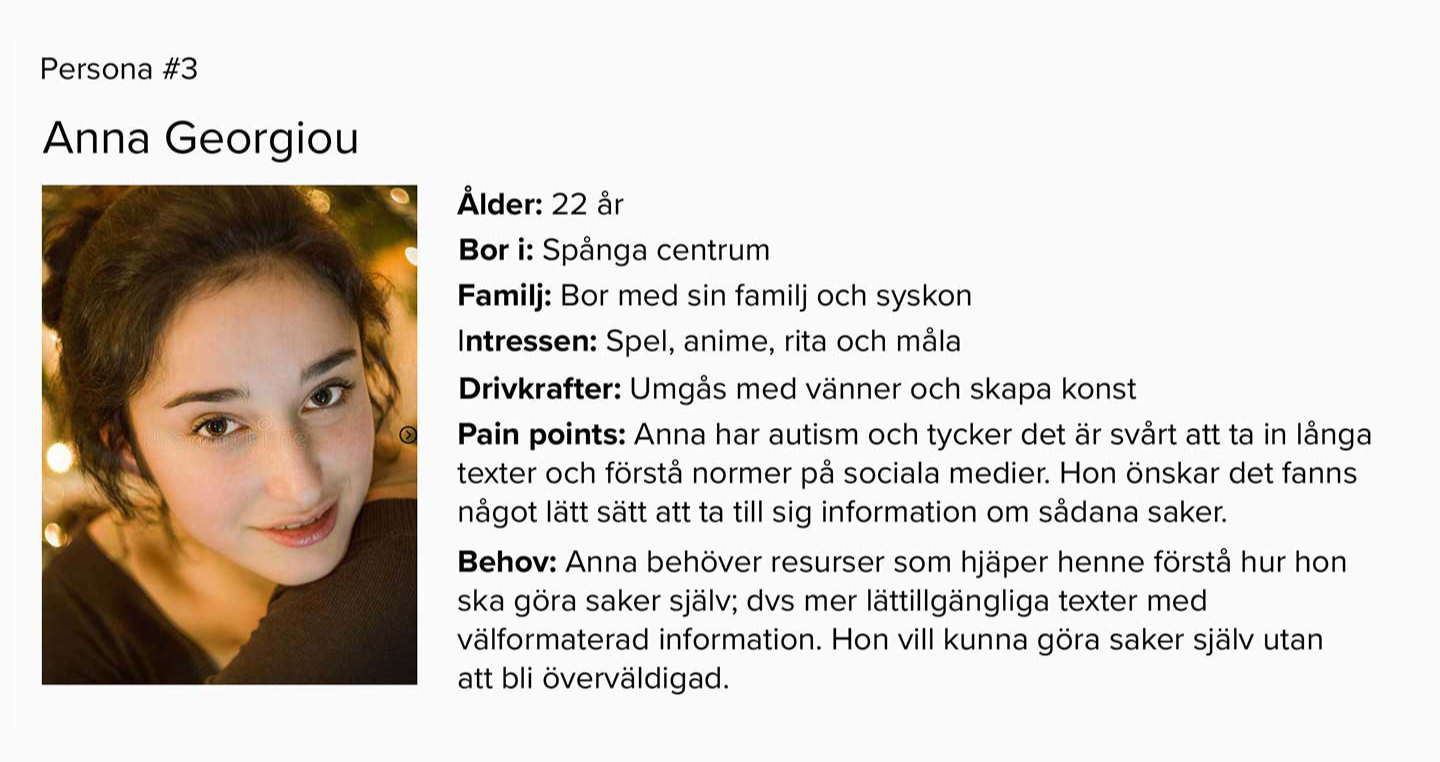 Persona #3
Anna Georgiou
Ålder: 22 år
Bor i: Spånga centrum
Familj: Bor med sin familj och syskon
Intressen: Spel, anime, rita och måla
Drivkrafter: Umgås med vänner och skapa konst
Pain points: Anna har autism och tycker det är svårt att ta in långa
texter och förstå normer på sociala medier. Hon önskar det fanns
något lätt sätt att ta till sig information om sådana saker.
Behov: Anna behöver resurser som hjäper henne förstå hur hon
ska göra saker själv; dvs mer lättillgängliga texter med
välformaterad information. Hon vill kunna göra saker själv utan
att bli överväldigad.